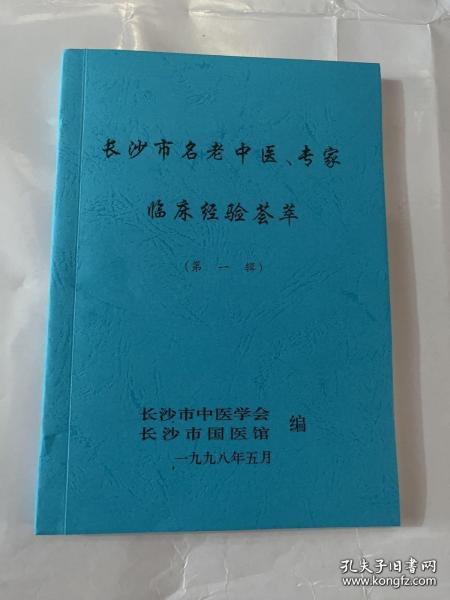 长沙市名老中医、专家
临床经验荟萃
（第一辑）
长沙市中医学会
长沙市国医馆 编
一九九八年五月
孔夫子旧书网
www.kongfz.com